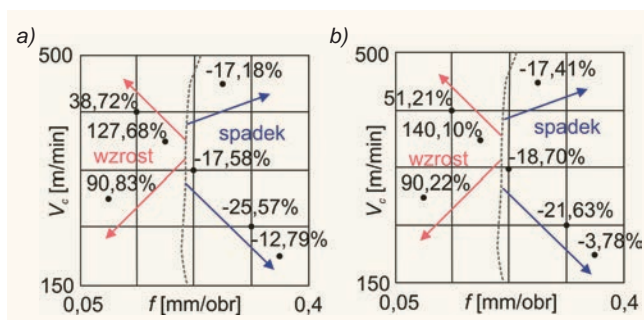 a)
500
-17,18%
38,72%
127,68%
spadek
wzrost
-17,58%
90,83%
-25,57%
-12,79%
V_c [m/min]
150
0,05
f [mm/obr]
0,4
b)
500
-17,41%
51,21%
140,10%
spadek
wzrost
-18,70%
90,22%
-21,63%
-3,78%
V_c [m/min]
150
0,05
f [mm/obr]
0,4